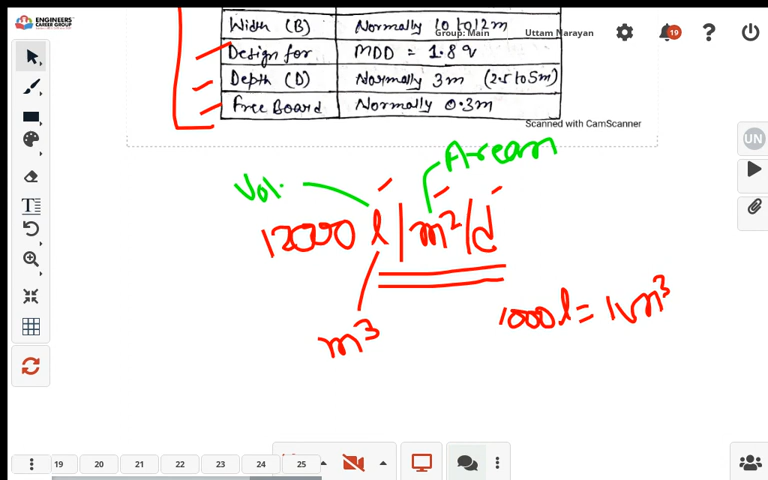 ENGINEERS
CAREER GROUP
Width (B) Normally 10 to 12m
Group: Main Uttam Narayan 19
Design for MDD = 1.8 q
Depth (D) Normally 3m (2.5 to 5m)
Free Board Normally 0.3m
Scanned with CamScanner
UN
Vol. Area
12000 l/m²/d
1000 l = 1 m³
m³
19 20 21 22 23 24 25